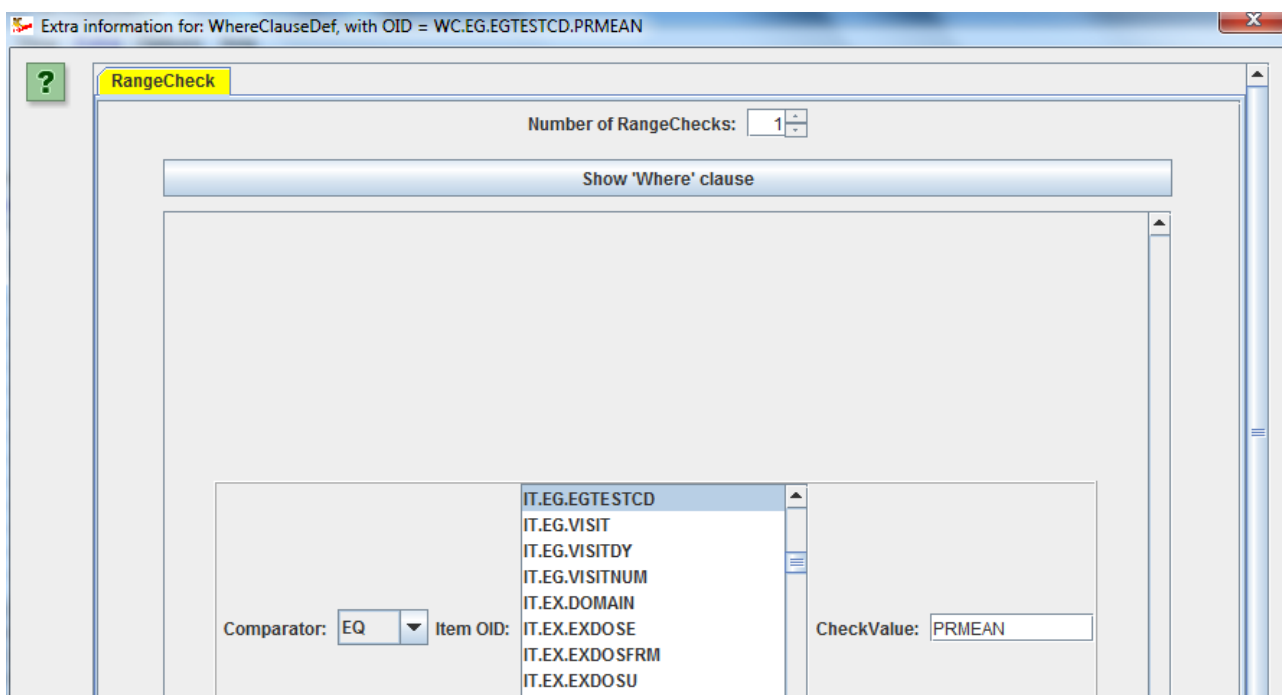 Extra information for: WhereClauseDef, with OID = WC.EG.EGTESTCD.PRMEAN
x
?
RangeCheck
Number of RangeChecks: 1
Show 'Where' clause
IT.EG.EGTESTCD
IT.EG.VISIT
IT.EG.VISITDY
IT.EG.VISITNUM
IT.EX.DOMAIN
Comparator: EQ Item OID: IT.EX.EXDOSE CheckValue: PRMEAN
IT.EX.EXDOSFRM
IT.EX.EXDOSU